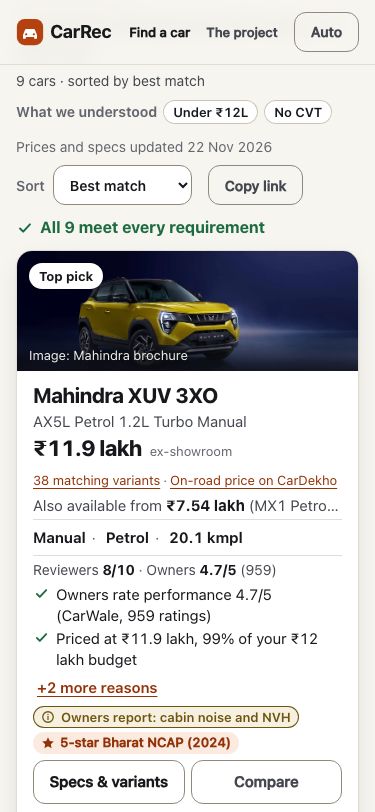 CarRec Find a car The project Auto
9 cars · sorted by best match
What we understood Under ₹12L No CVT
Prices and specs updated 22 Nov 2026
Sort Best match Copy link
All 9 meet every requirement
Top pick
Image: Mahindra brochure
Mahindra XUV 3XO
AX5L Petrol 1.2L Turbo Manual
₹11.9 lakh ex-showroom
38 matching variants · On-road price on CarDekho
Also available from ₹7.54 lakh (MX1 Petro…
Manual · Petrol · 20.1 kmpl
Reviewers 8/10 · Owners 4.7/5 (959)
Owners rate performance 4.7/5
(CarWale, 959 ratings)
Priced at ₹11.9 lakh, 99% of your ₹12
lakh budget
+2 more reasons
Owners report: cabin noise and NVH
5-star Bharat NCAP (2024)
Specs & variants Compare